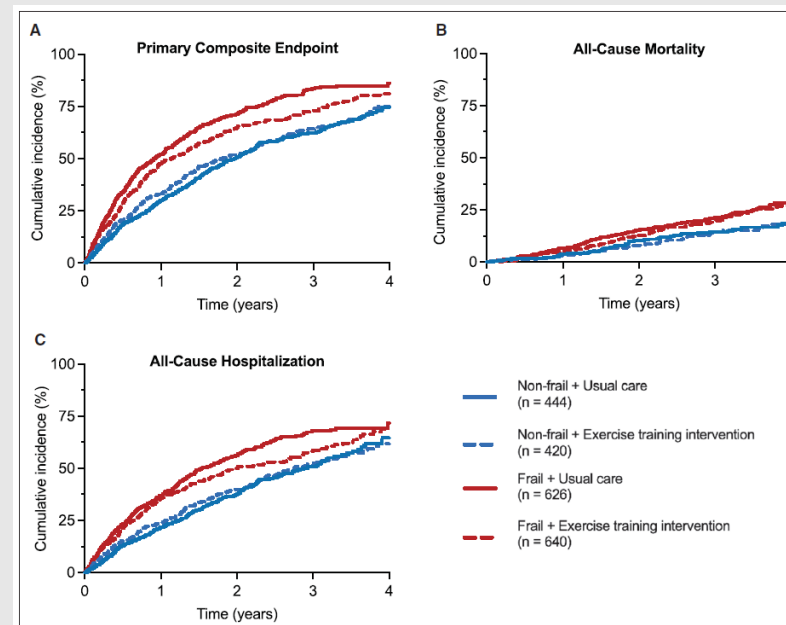 A
Primary Composite Endpoint
100
75
50
25
0
Cumulative incidence (%)
0 1 2 3 4
Time (years)
B
All-Cause Mortality
100
75
50
25
0
Cumulative incidence (%)
0 1 2 3
Time (years)
C
All-Cause Hospitalization
100
75
50
25
0
Cumulative incidence (%)
0 1 2 3 4
Time (years)
Non-frail + Usual care
(n = 444)
Non-frail + Exercise training intervention
(n = 420)
Frail + Usual care
(n = 626)
Frail + Exercise training intervention
(n = 640)